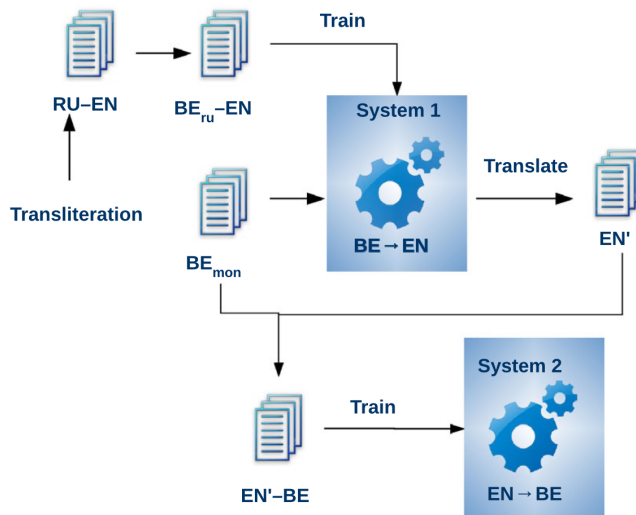 Train
RU–EN
BEru–EN
System 1
Transliteration
Translate
BE→EN
EN'
BEmon
System 2
Train
EN'–BE
EN→BE